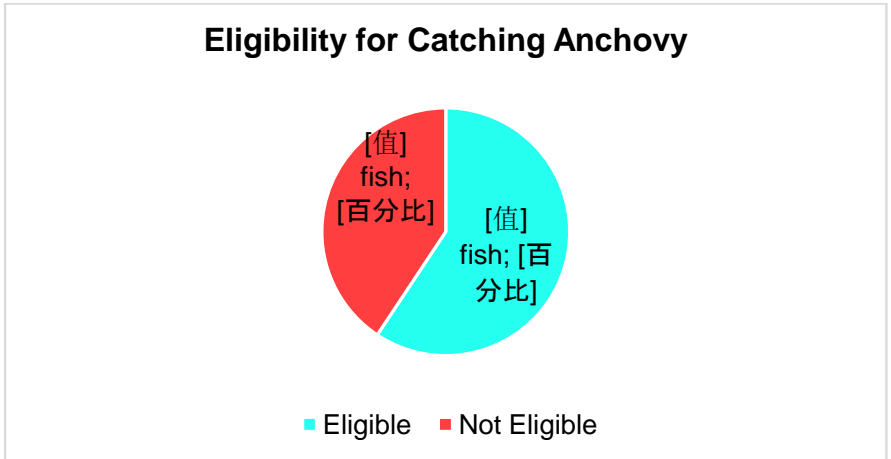 Eligibility for Catching Anchovy
[值]
fish;
[百分比]
[值]
fish; [百
分比]
Eligible
Not Eligible